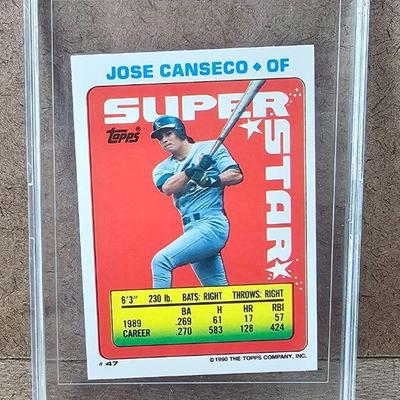 JOSE CANSECO ◆ OF
SUPER STAR
Topps
6'3" 230 lb. BATS: RIGHT THROWS: RIGHT
BA H HR RBI
1989 .269 61 17 57
CAREER .270 583 128 424
# 47 © 1990 THE TOPPS COMPANY, INC.